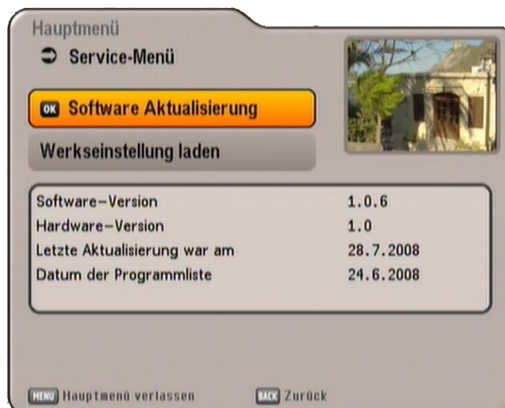 Hauptmenü
Service-Menü
OK Software Aktualisierung
Werkseinstellung laden
Software-Version 1.0.6
Hardware-Version 1.0
Letzte Aktualisierung war am 28.7.2008
Datum der Programmliste 24.6.2008
MENU Hauptmenü verlassen BACK Zurück